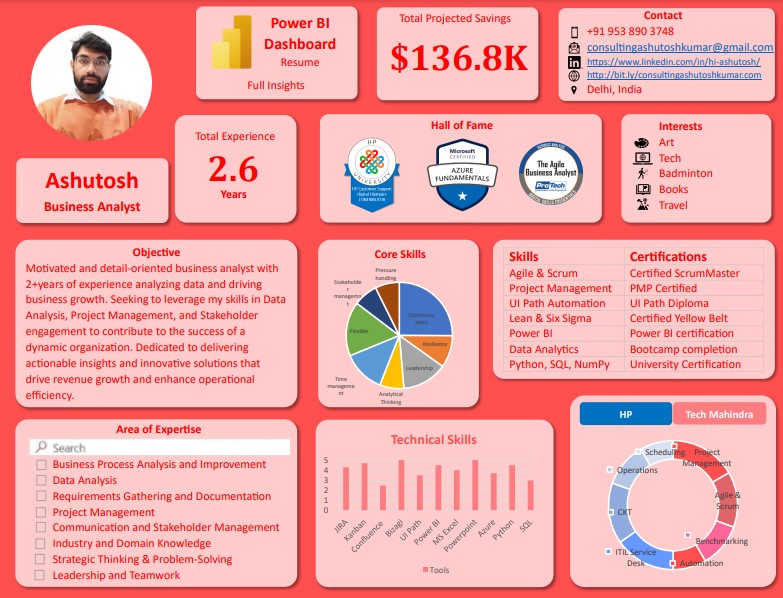 Power BI
Dashboard
Resume
Full Insights
Total Projected Savings
$136.8K
Contact
+91 953 890 3748
consultingashutoshkumar@gmail.com
https://www.linkedin.com/in/hi-ashutosh/
http://bit.ly/consultingashutoshkumar.com
Delhi, India
Ashutosh
Business Analyst
Total Experience
2.6
Years
Hall of Fame
HP
UNIVERSITY
HP Customer Support
Digital Olympics
CONTRIBUTOR
Microsoft
CERTIFIED
AZURE
FUNDAMENTALS
The Agile
Business Analyst
ProTech
Interests
Art
Tech
Badminton
Books
Travel
Objective
Motivated and detail-oriented business analyst with
2+years of experience analyzing data and driving
business growth. Seeking to leverage my skills in Data
Analysis, Project Management, and Stakeholder
engagement to contribute to the success of a
dynamic organization. Dedicated to delivering
actionable insights and innovative solutions that
drive revenue growth and enhance operational
efficiency.
Core Skills
Pressure
handling
Stakeholde
r
managemen
t
Communic
ation
Flexible
Resilience
Leadership
Time
manageme
nt
Analytical
Thinking
Skills Certifications
Agile & Scrum Certified ScrumMaster
Project Management PMP Certified
UI Path Automation UI Path Diploma
Lean & Six Sigma Certified Yellow Belt
Power BI Power BI certification
Data Analytics Bootcamp completion
Python, SQL, NumPy University Certification
Area of Expertise
Search
Business Process Analysis and Improvement
Data Analysis
Requirements Gathering and Documentation
Project Management
Communication and Stakeholder Management
Industry and Domain Knowledge
Strategic Thinking & Problem-Solving
Leadership and Teamwork
Technical Skills
5
4
3
2
1
0
JIRA
Kanban
Confluence
Bizagi
UI Path
Power BI
MS Excel
Powerpoint
Azure
Python
SQL
Tools
HP
Tech Mahindra
Scheduling
Project
Management
Operations
Agile &
Scrum
CKT
Benchmarking
ITIL Service
Desk
Automation